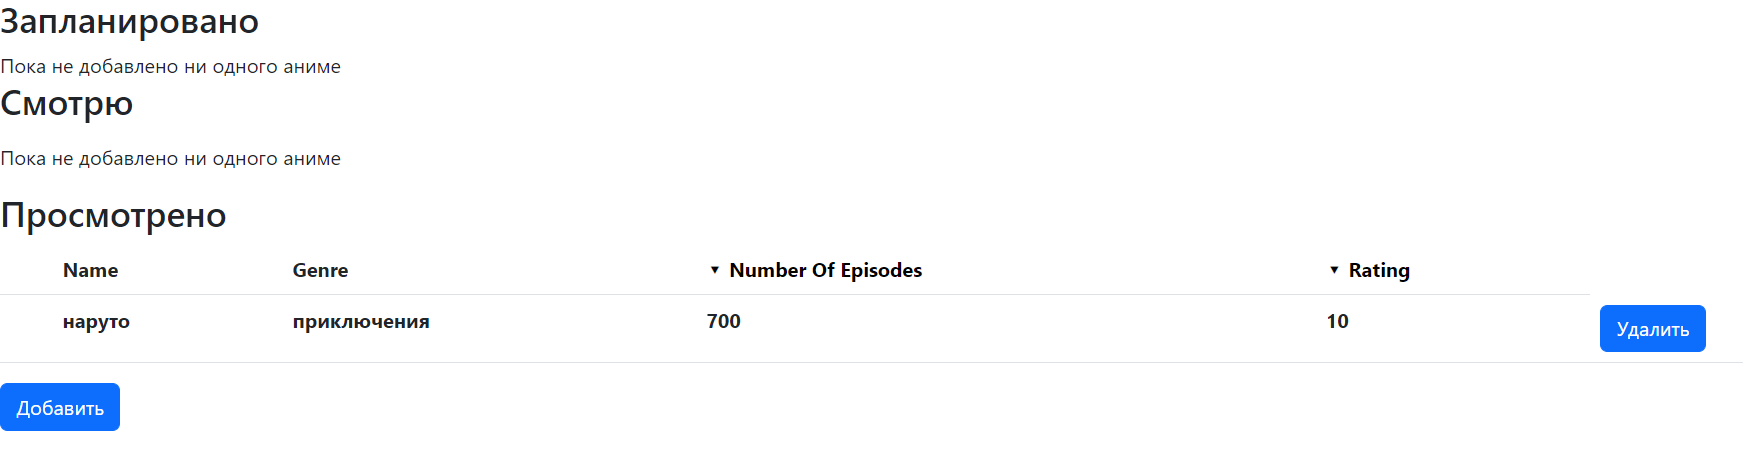 Запланировано
Пока не добавлено ни одного аниме
Смотрю
Пока не добавлено ни одного аниме
Просмотрено
Name Genre ▼ Number Of Episodes ▼ Rating
наруто приключения 700 10 Удалить
Добавить